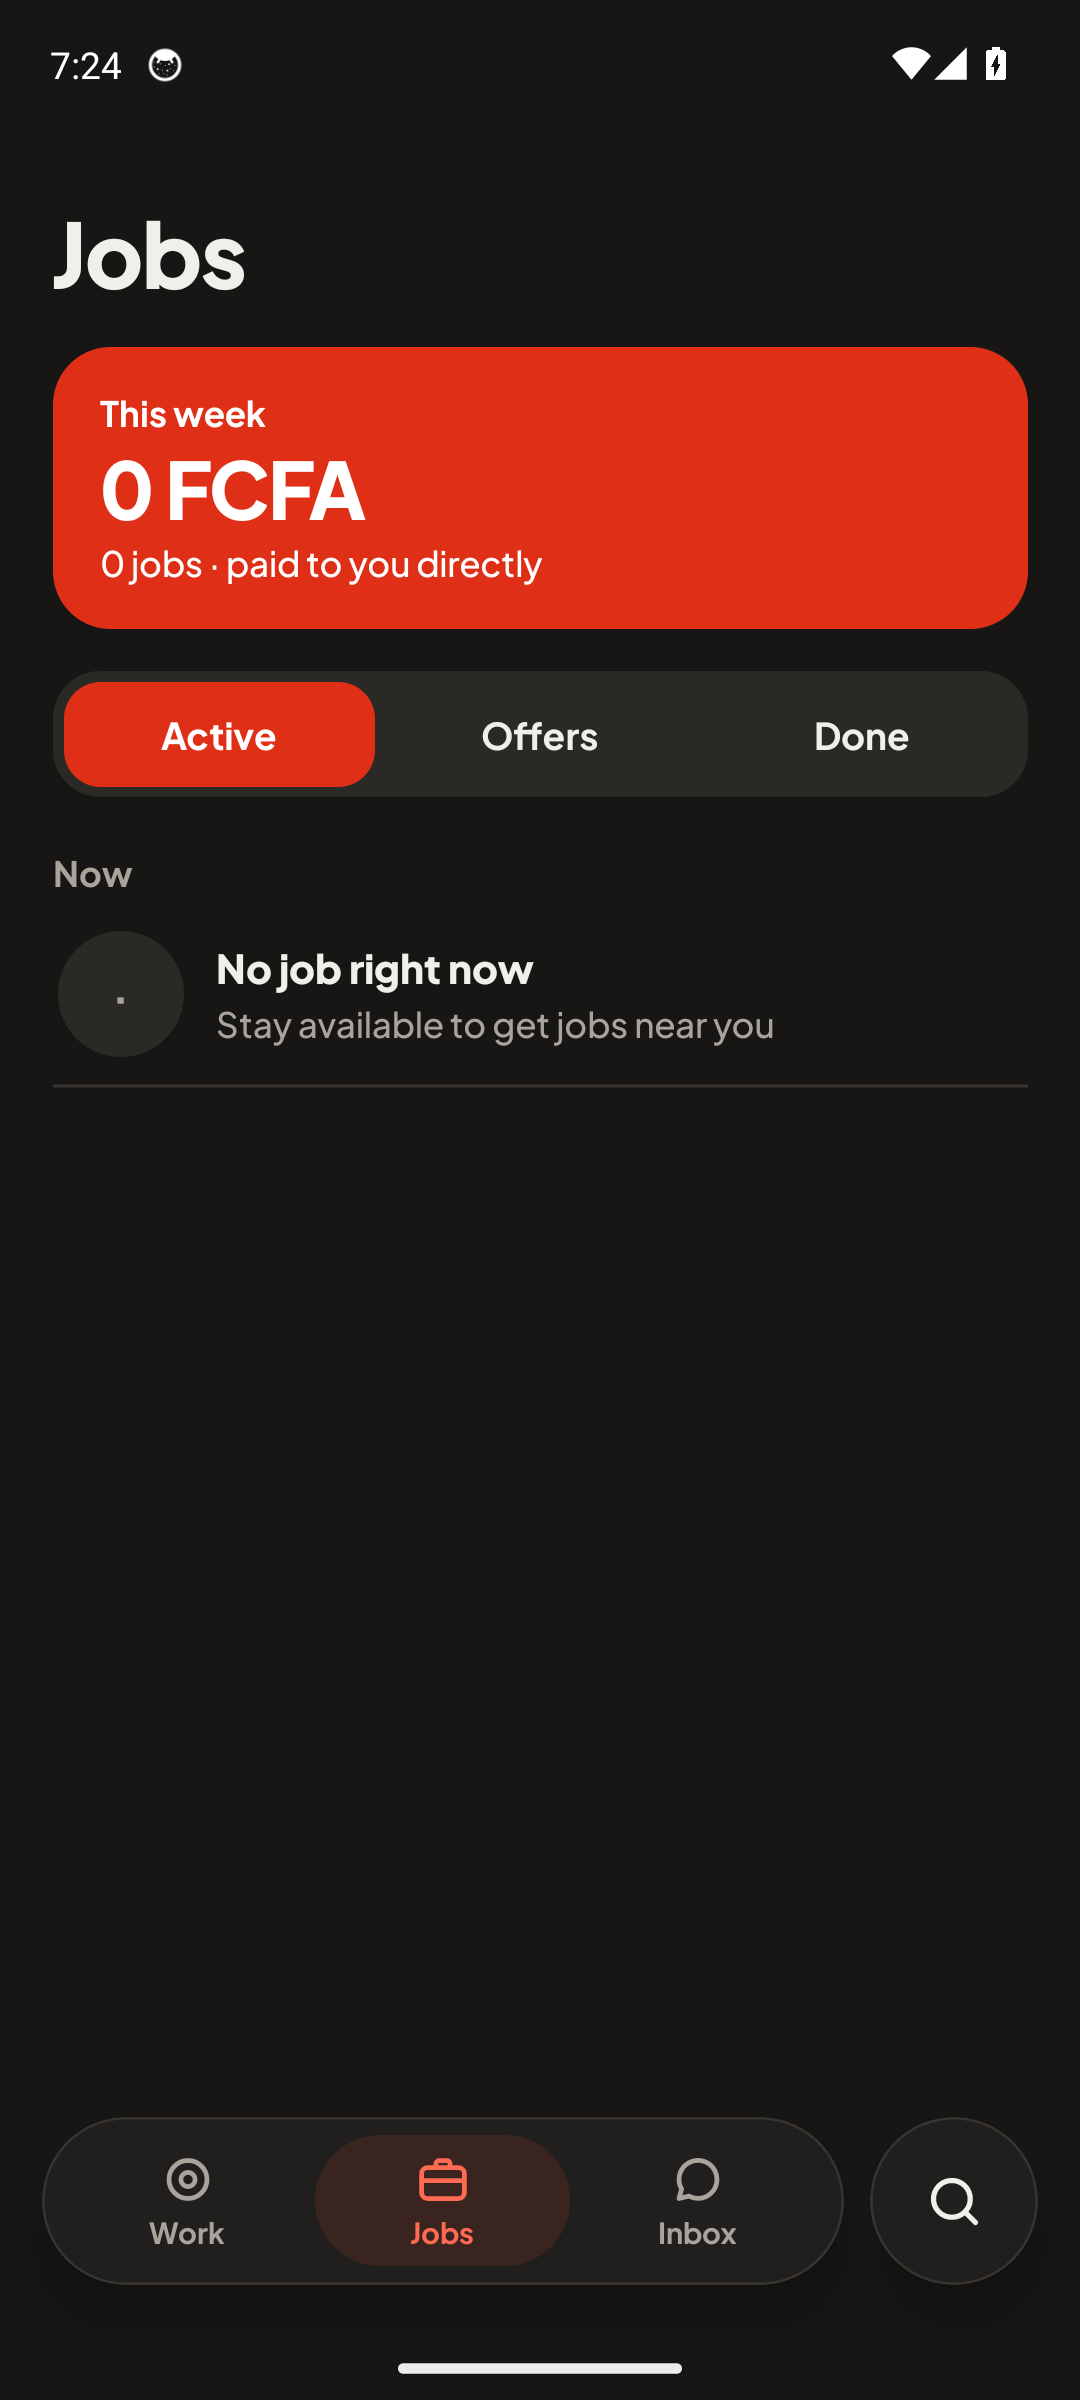 7:24
Jobs
This week
0 FCFA
0 jobs · paid to you directly
Active
Offers
Done
Now
.
No job right now
Stay available to get jobs near you
Work
Jobs
Inbox